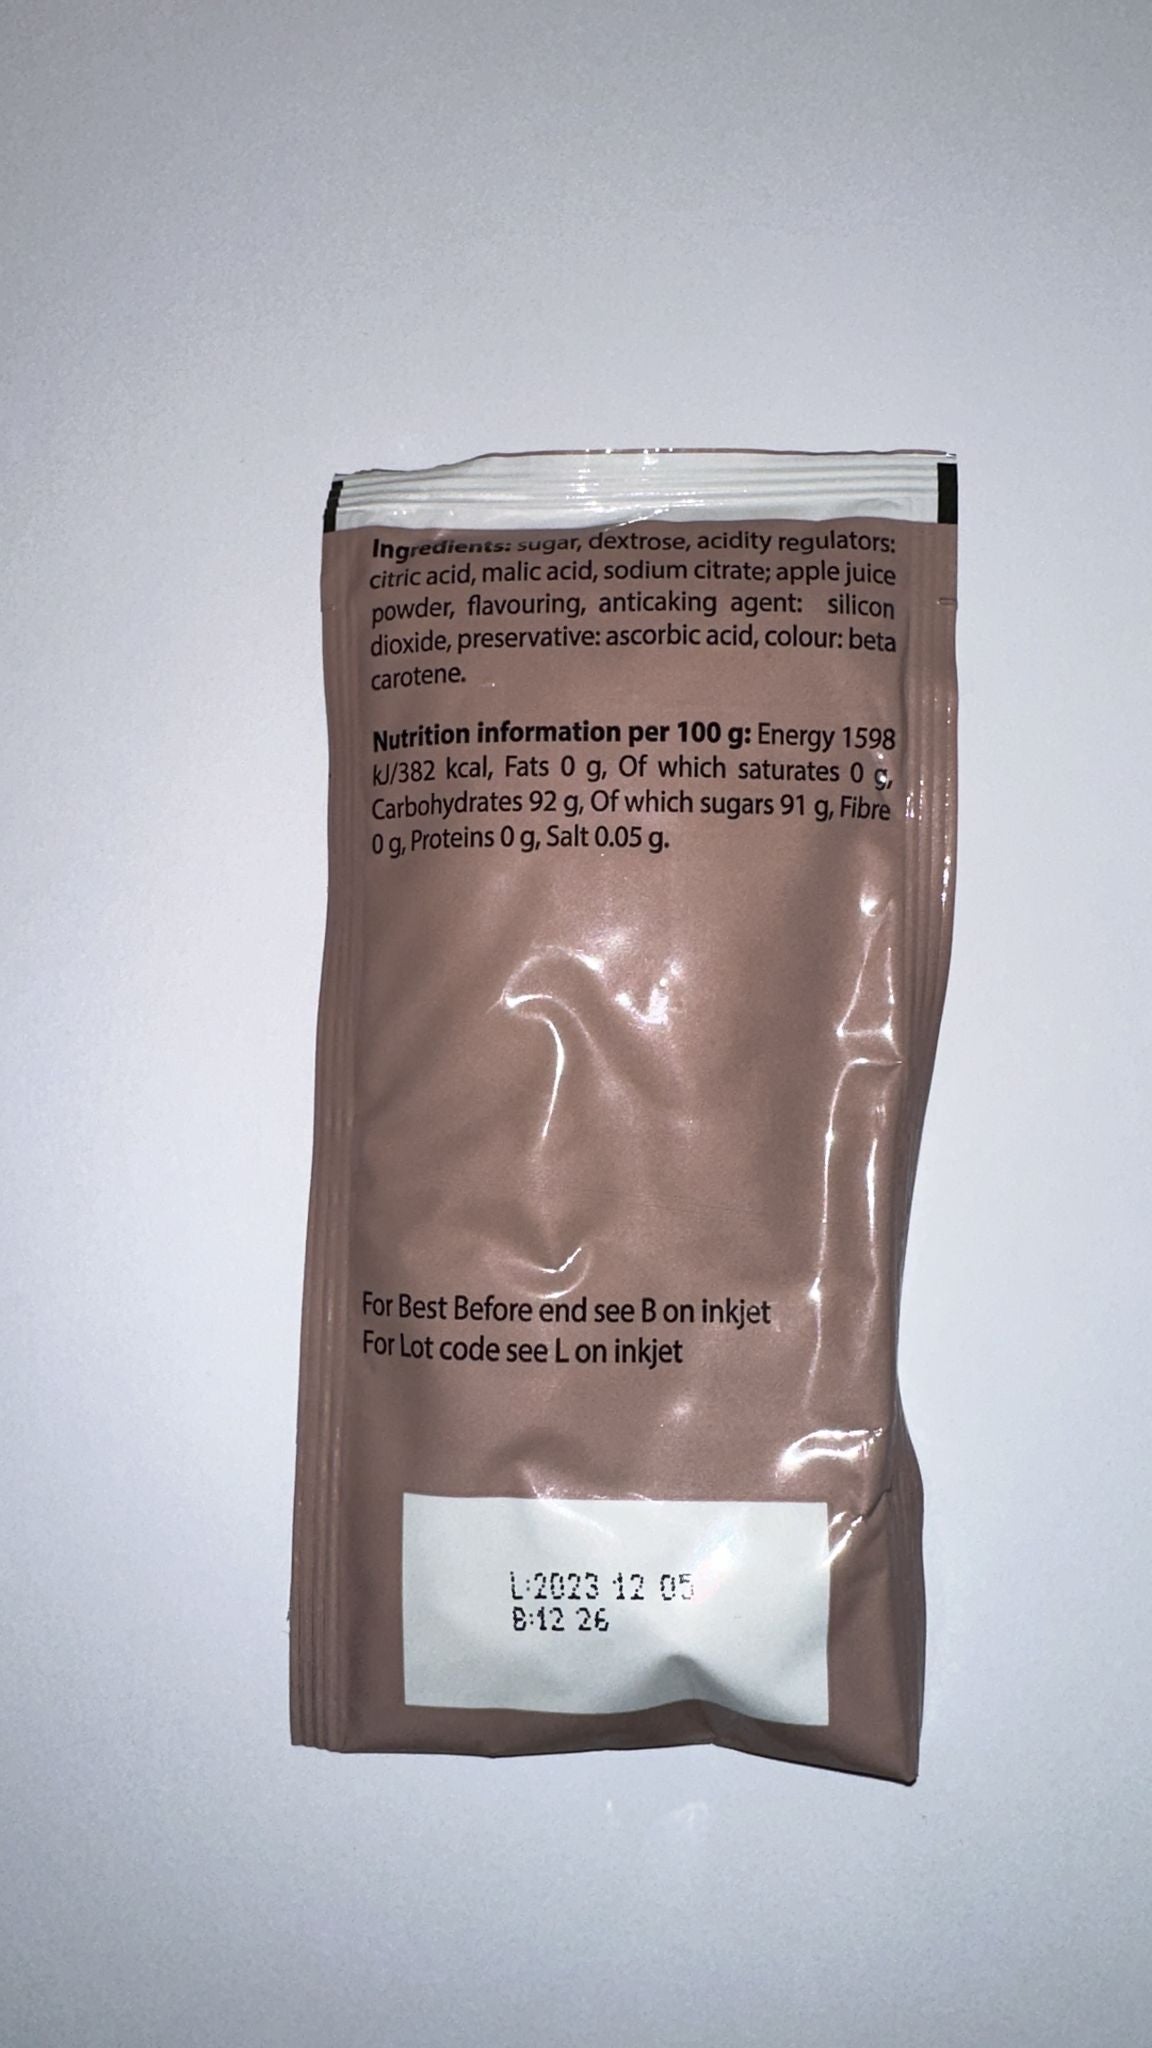 Ingredients: sugar, dextrose, acidity regulators:
citric acid, malic acid, sodium citrate; apple juice
powder, flavouring, anticaking agent: silicon
dioxide, preservative: ascorbic acid, colour: beta
carotene.
Nutrition information per 100 g: Energy 1598
kJ/382 kcal, Fats 0 g, Of which saturates 0 g,
Carbohydrates 92 g, Of which sugars 91 g, Fibre
0 g, Proteins 0 g, Salt 0.05 g.
For Best Before end see B on inkjet
For Lot code see L on inkjet
L:2023 12 05
B:12 26